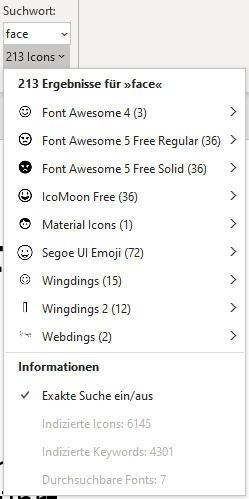 Suchwort:
face
213 Icons
213 Ergebnisse für »face«
Font Awesome 4 (3)
Font Awesome 5 Free Regular (36)
Font Awesome 5 Free Solid (36)
IcoMoon Free (36)
Material Icons (1)
Segoe UI Emoji (72)
Wingdings (15)
Wingdings 2 (12)
Webdings (2)
Informationen
Exakte Suche ein/aus
Indizierte Icons: 6145
Indizierte Keywords: 4301
Durchsuchbare Fonts: 7